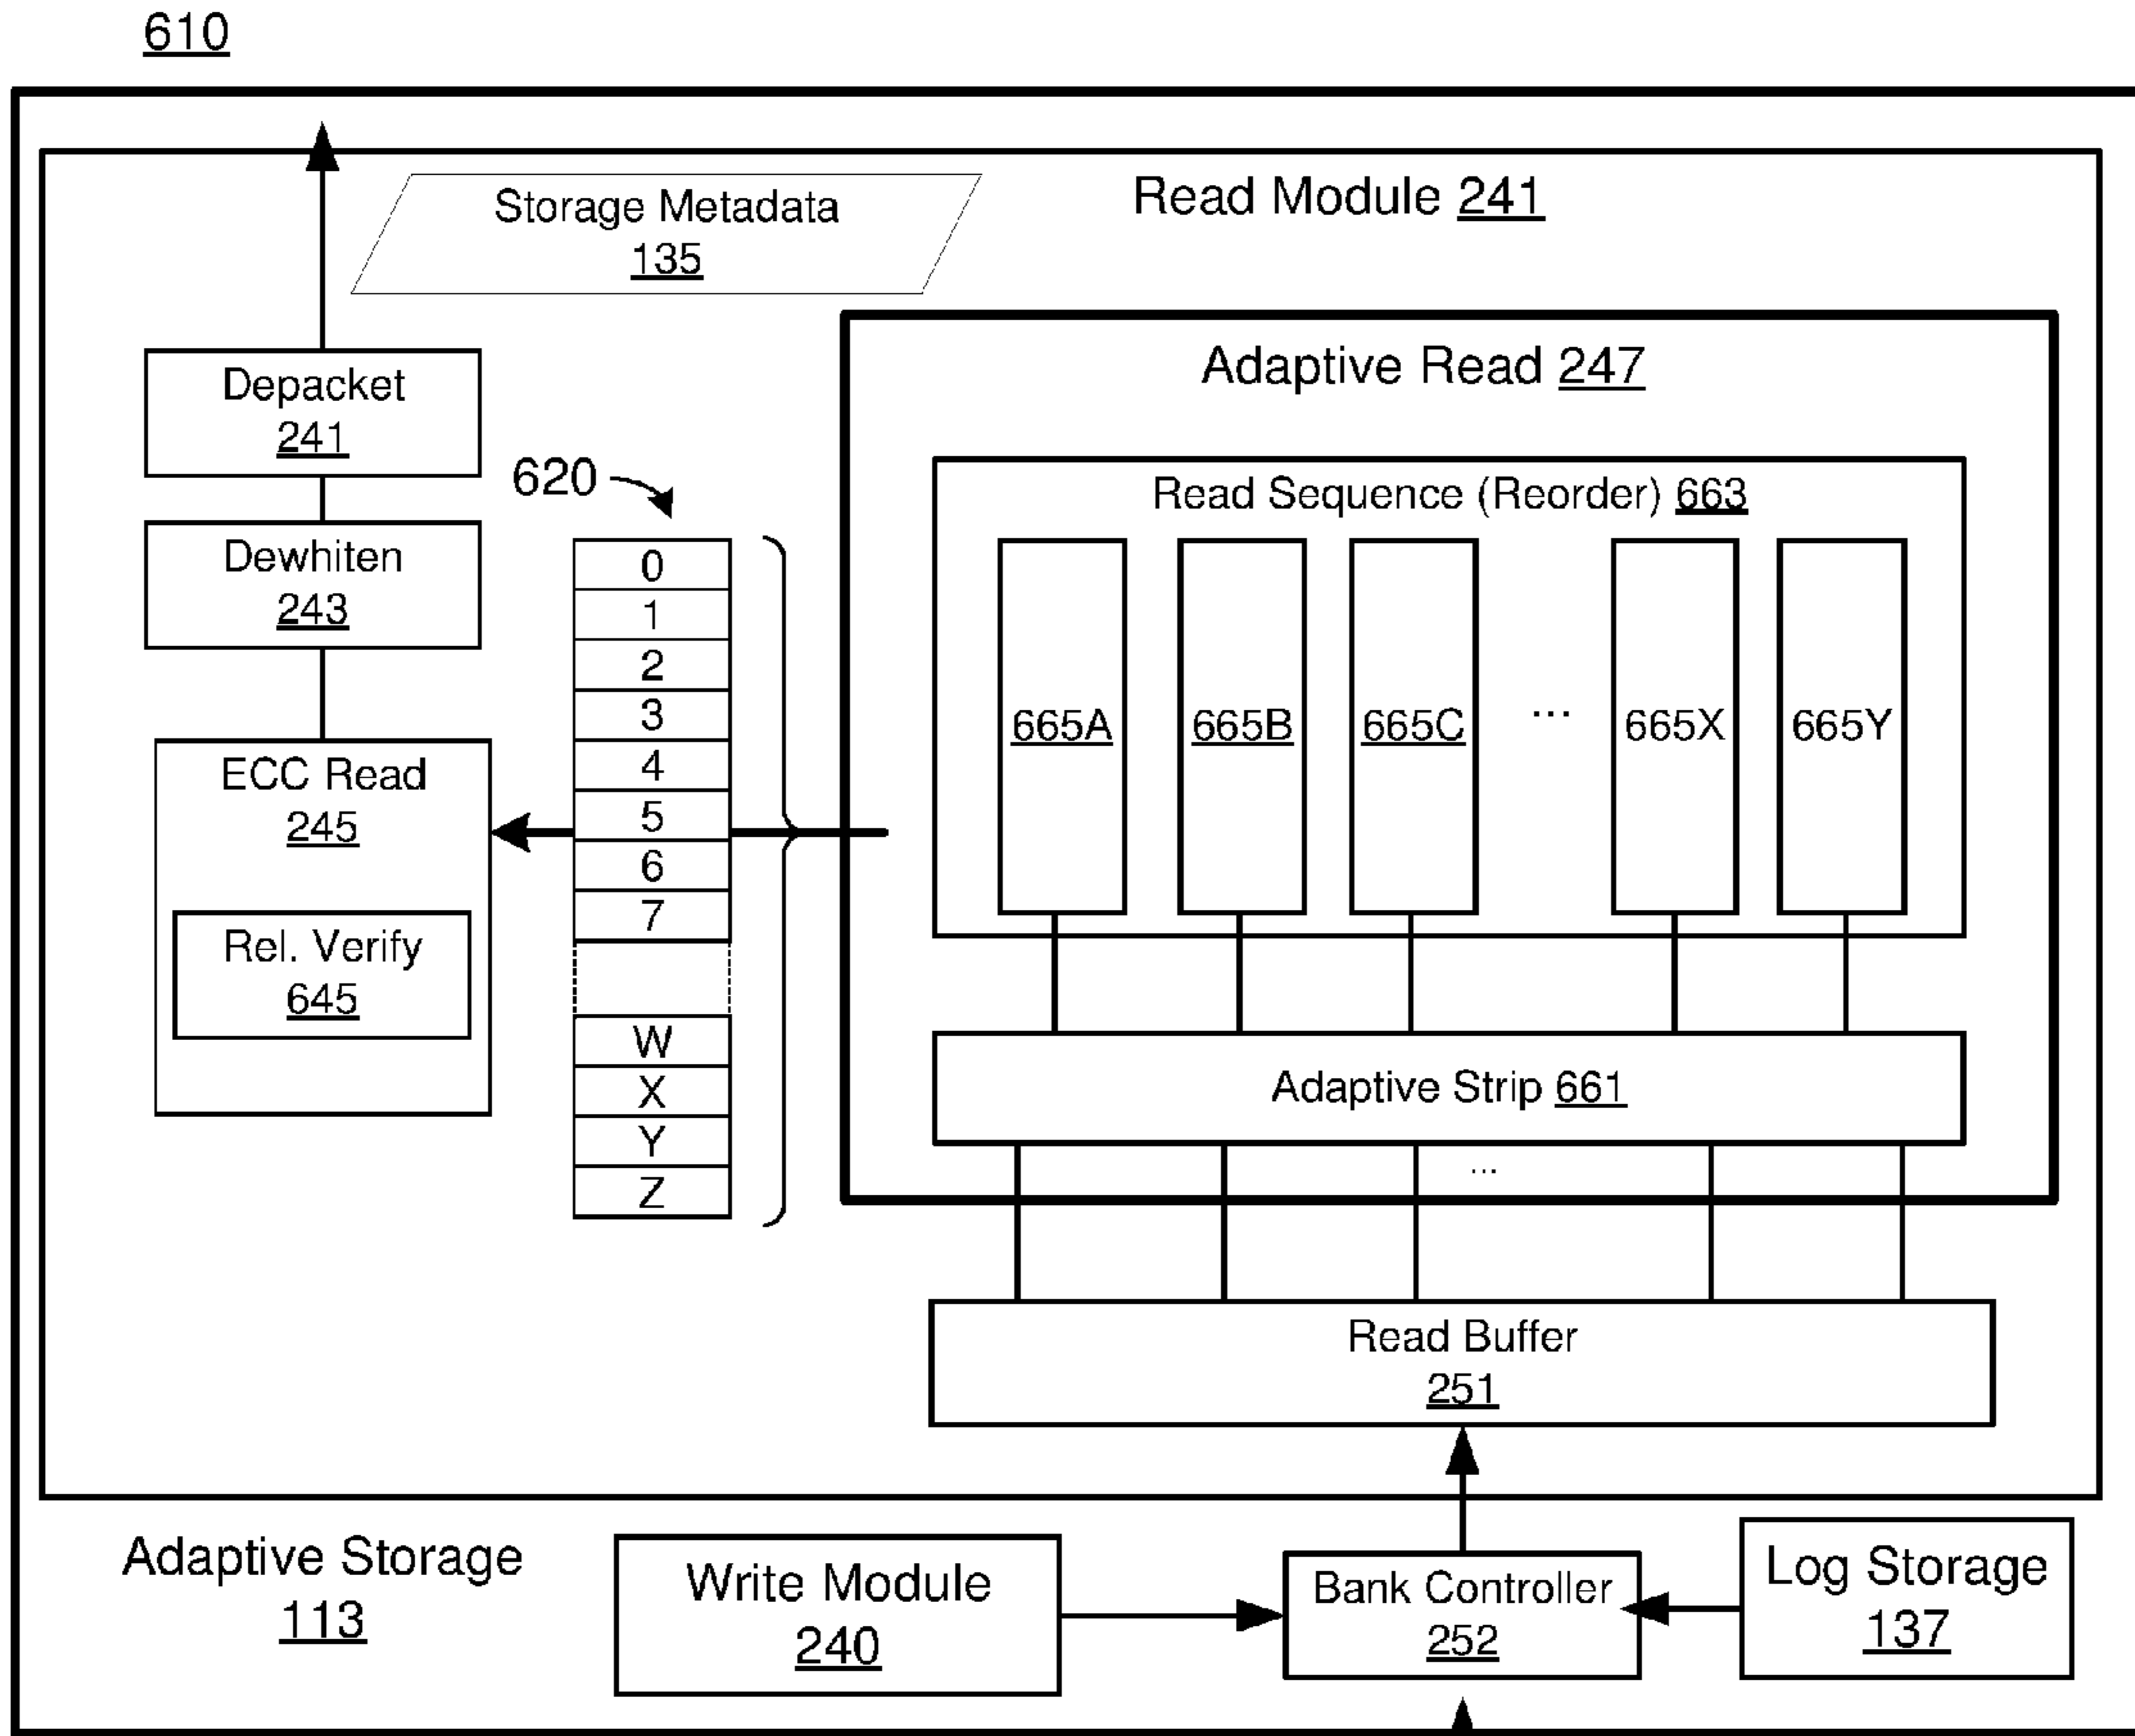 610
Storage Metadata
135
Read Module 241
Adaptive Read 247
Depacket
241
620
Read Sequence (Reorder) 663
Dewhiten
243
0
1
2
3
4
5
6
7
W
X
Y
Z
665A 665B 665C ... 665X 665Y
ECC Read
245
Rel. Verify
645
Adaptive Strip 661
...
Read Buffer
251
Adaptive Storage
113
Write Module
240
Bank Controller
252
Log Storage
137